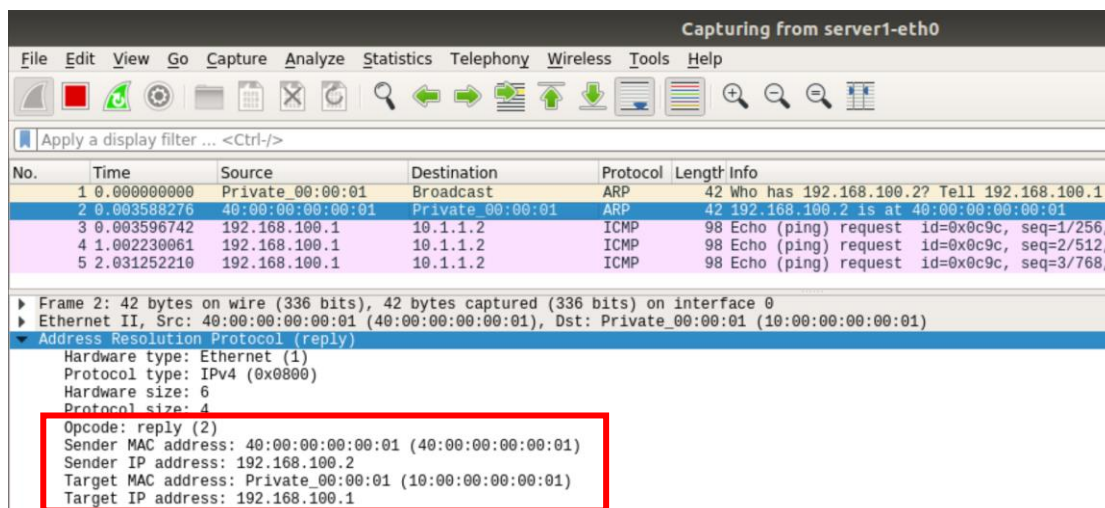 Capturing from server1-eth0
File Edit View Go Capture Analyze Statistics Telephony Wireless Tools Help
Apply a display filter ... <Ctrl-/>
No. Time Source Destination Protocol Length Info
1 0.000000000 Private_00:00:01 Broadcast ARP 42 Who has 192.168.100.2? Tell 192.168.100.1
2 0.003588276 40:00:00:00:00:01 Private_00:00:01 ARP 42 192.168.100.2 is at 40:00:00:00:00:01
3 0.003596742 192.168.100.1 10.1.1.2 ICMP 98 Echo (ping) request id=0x0c9c, seq=1/256,
4 1.002230061 192.168.100.1 10.1.1.2 ICMP 98 Echo (ping) request id=0x0c9c, seq=2/512,
5 2.031252210 192.168.100.1 10.1.1.2 ICMP 98 Echo (ping) request id=0x0c9c, seq=3/768,
Frame 2: 42 bytes on wire (336 bits), 42 bytes captured (336 bits) on interface 0
Ethernet II, Src: 40:00:00:00:00:01 (40:00:00:00:00:01), Dst: Private_00:00:01 (10:00:00:00:00:01)
Address Resolution Protocol (reply)
Hardware type: Ethernet (1)
Protocol type: IPv4 (0x0800)
Hardware size: 6
Protocol size: 4
Opcode: reply (2)
Sender MAC address: 40:00:00:00:00:01 (40:00:00:00:00:01)
Sender IP address: 192.168.100.2
Target MAC address: Private_00:00:01 (10:00:00:00:00:01)
Target IP address: 192.168.100.1